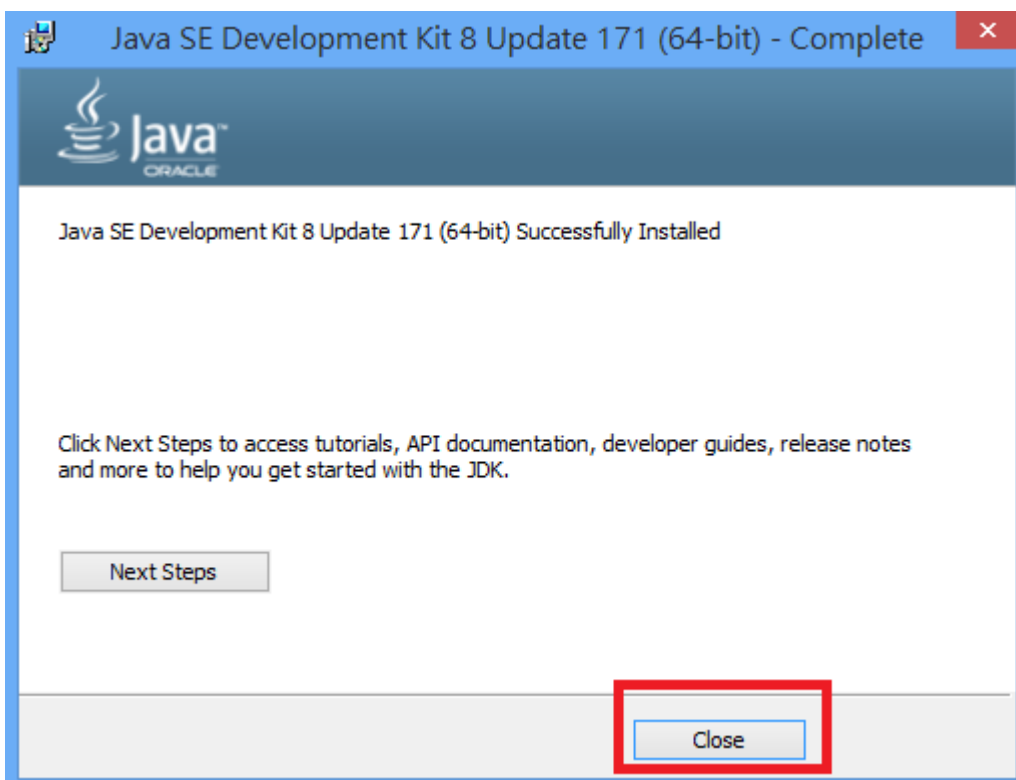 Java SE Development Kit 8 Update 171 (64-bit) - Complete
Java™
ORACLE
Java SE Development Kit 8 Update 171 (64-bit) Successfully Installed
Click Next Steps to access tutorials, API documentation, developer guides, release notes
and more to help you get started with the JDK.
Next Steps
Close